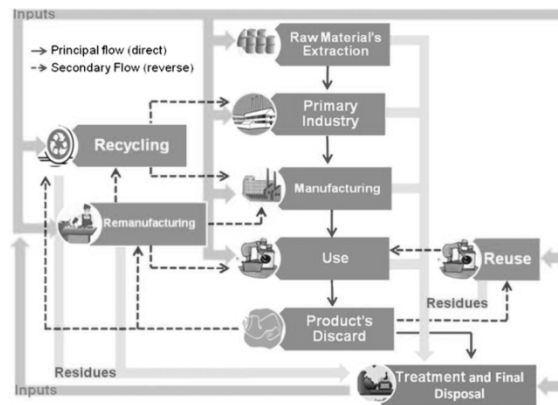 Inputs
Principal flow (direct)
Secondary Flow (reverse)
Raw Material's
Extraction
Primary
Industry
Recycling
Manufacturing
Remanufacturing
Use
Reuse
Residues
Product's
Discard
Residues
Inputs
Treatment and Final
Disposal